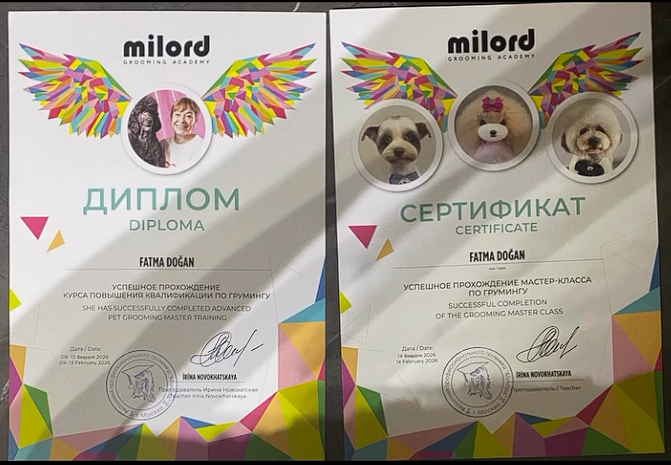 milord
GROOMING ACADEMY
ДИПЛОМ
DIPLOMA
FATMA DOĞAN
УСПЕШНОЕ ПРОХОЖДЕНИЕ
КУРСА ПОВЫШЕНИЯ КВАЛИФИКАЦИИ ПО ГРУМИНГУ
SHE HAS SUCCESSFULLY COMPLETED ADVANCED
PET GROOMING MASTER TRAINING
Дата / Date:
09- 13 Февраля 2026
09- 13 February 2026
IRINA NOVOKHATSKAYA
Преподаватель Ирина Новохатская
Teacher Irina Novokhatskaya
milord
GROOMING ACADEMY
СЕРТИФИКАТ
CERTIFICATE
FATMA DOĞAN
УСПЕШНОЕ ПРОХОЖДЕНИЕ МАСТЕР-КЛАССА
ПО ГРУМИНГУ
SUCCESSFUL COMPLETION
OF THE GROOMING MASTER CLASS
Дата / Date:
14 Февраля 2026
14 February 2026
IRINA NOVOKHATSKAYA
Преподаватель / Teacher